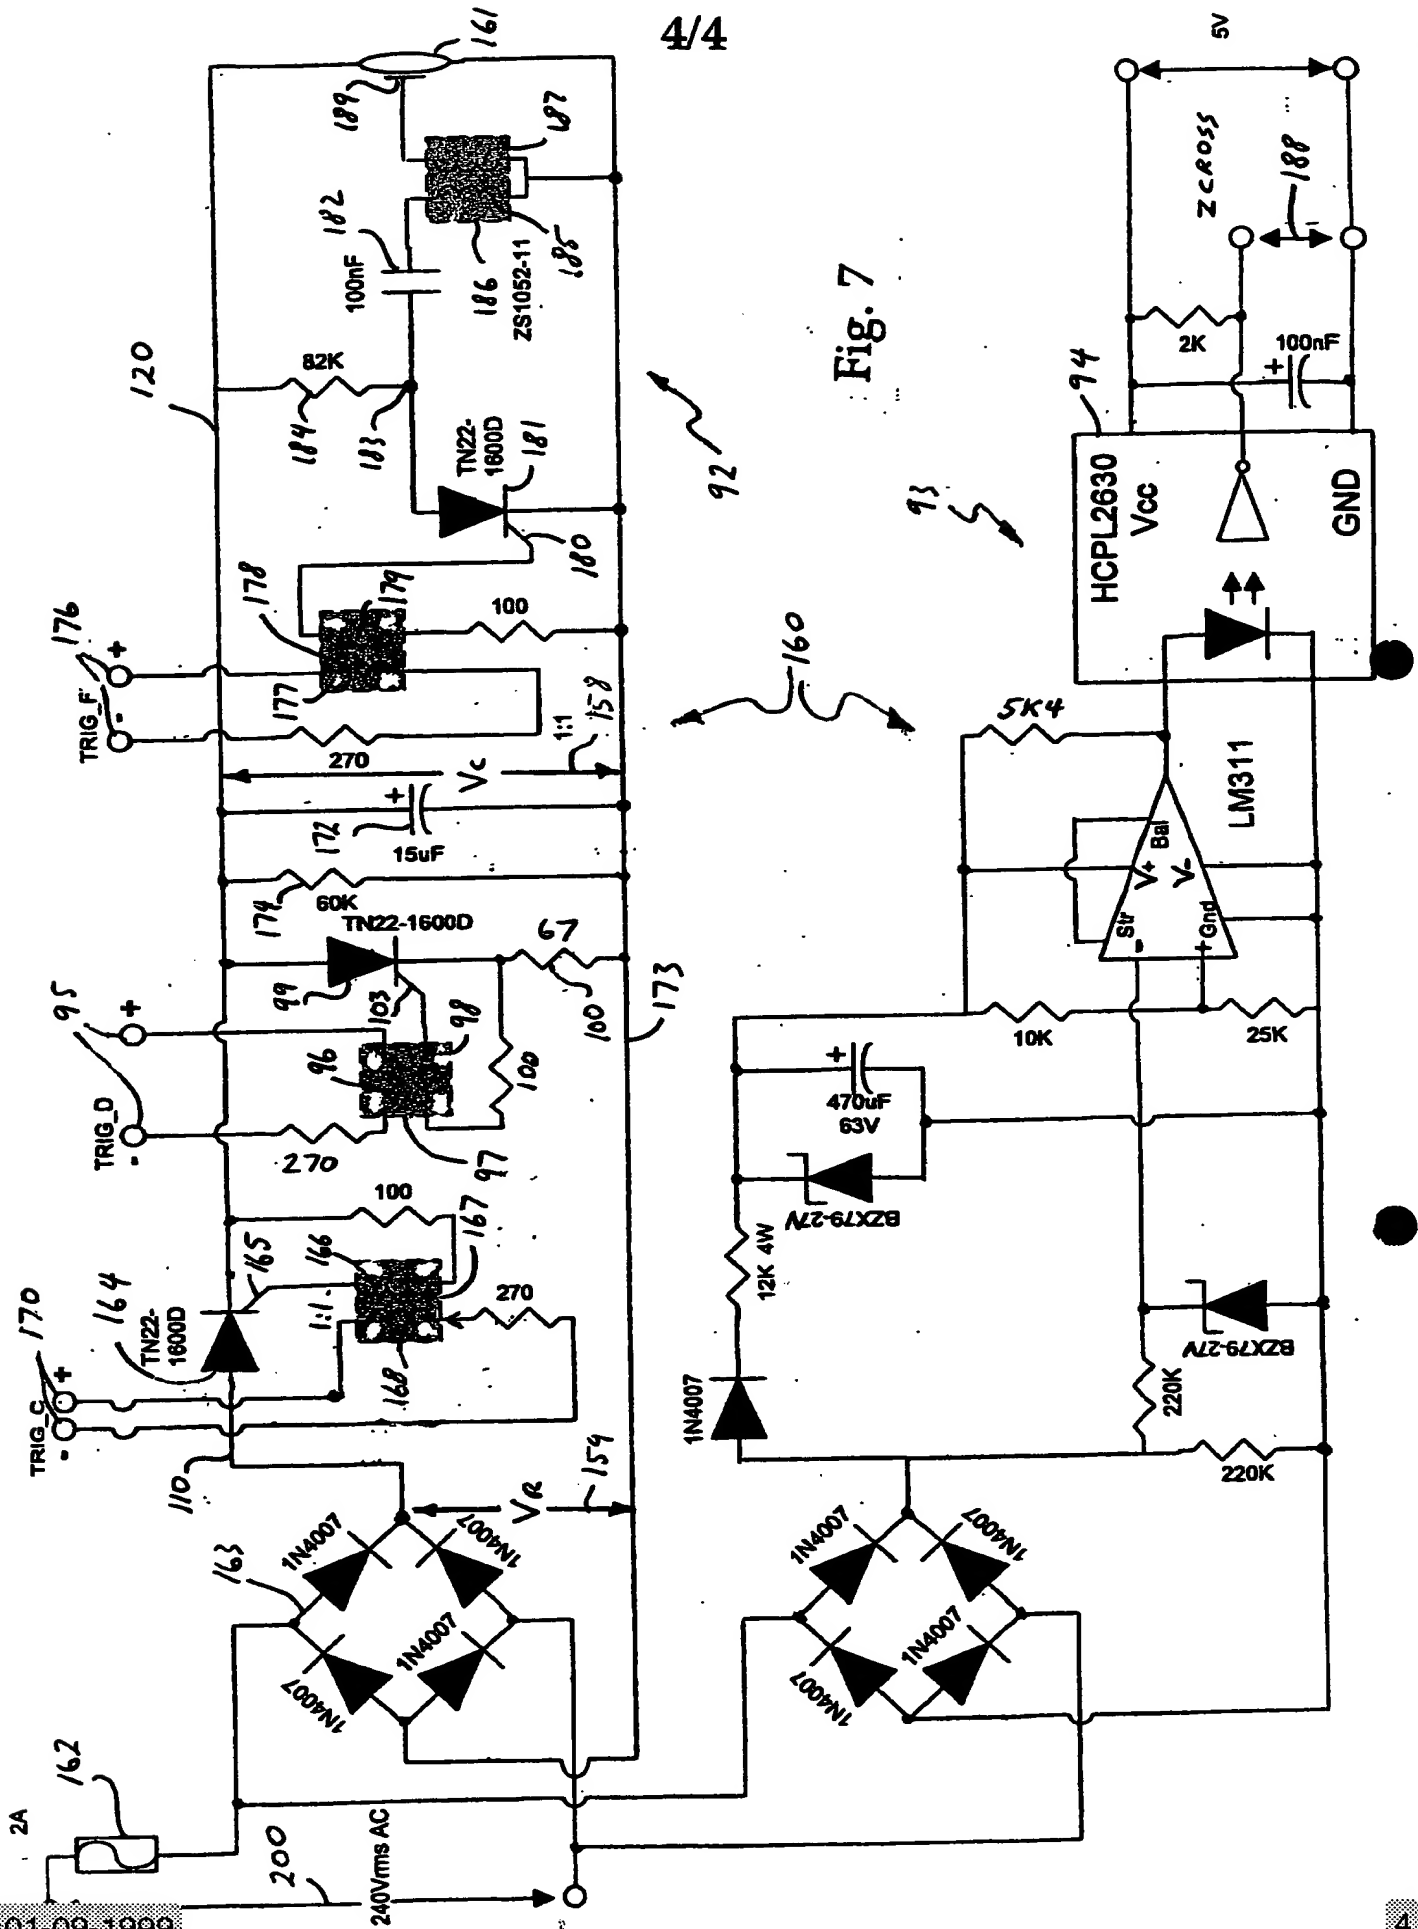 4/4
161
189
187
182
100nF
186
ZS1052-11
185
120
82K
184
183
TN22-
1600D
181
92
180
178
179
100
176
+
TRIG_F
-
177
270
1:1
158
Vc
+
172
15uF
174
60K
TN22-1600D
67
99
103
100
173
95
+
TRIG_D
-
96
98
100
270
97
100
167
165
166
1:1
270
168
164
TN22-
1600D
170
+
TRIG_C
-
110
VR
159
163
1N4007
1N4007
1N4007
1N4007
162
2A
200
240Vrms AC
Fig. 7
160
5V
ZCROSS
188
2K
100nF
+
94
93
HCPL2630
Vcc
GND
5K4
LM311
Bal
V+
V-
Str
Gnd
-
+
10K
25K
+
470uF
63V
BZX79-27V
12K 4W
1N4007
BZX79-27V
220K
220K
1N4007
1N4007
1N4007
1N4007
01 09 1999
4